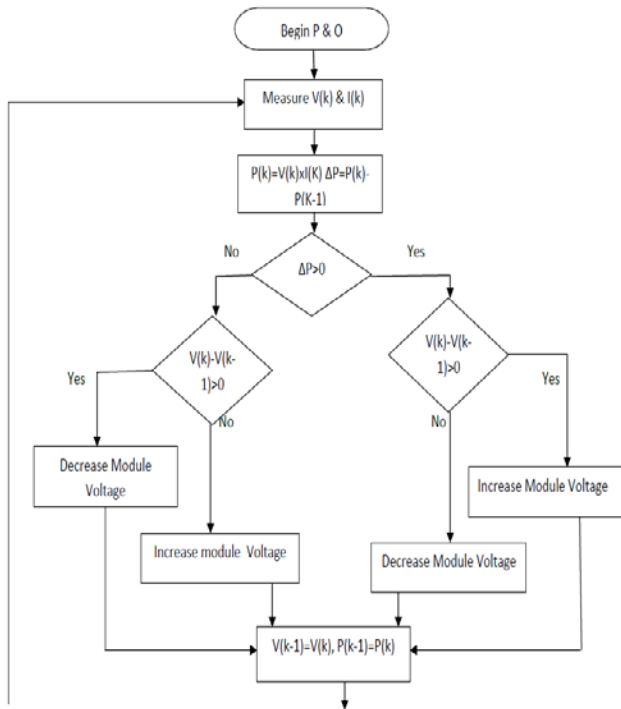 Begin P & O
Measure V(k) & I(k)
P(k)=V(k)xI(K) ΔP=P(k)-
P(K-1)
No
Yes
ΔP>0
V(k)-V(k-
1)>0
V(k)-V(k-
1)>0
Yes
Yes
No
No
Decrease Module
Voltage
Increase Module Voltage
Increase module Voltage
Decrease Module Voltage
V(k-1)=V(k), P(k-1)=P(k)